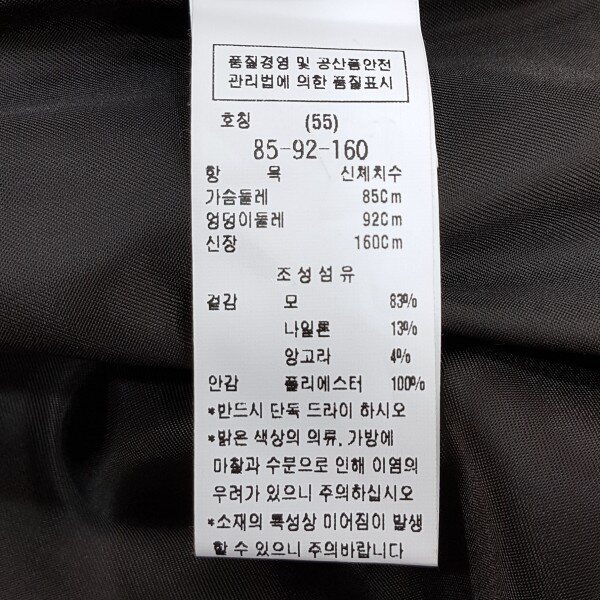 품질경영 및 공산품안전
관리법에 의한 품질표시
호칭 (55)
85-92-160
항 목 신체치수
가슴둘레 85Cm
엉덩이둘레 92Cm
신장 160Cm
조성섬유
겉감 모 83%
나일론 13%
앙고라 4%
안감 폴리에스터 100%
*반드시 단독 드라이 하시오
*밝은 색상의 의류, 가방에
마찰과 수분으로 인해 이염의
우려가 있으니 주의하십시오
*소재의 특성상 미어짐이 발생
할 수 있으니 주의바랍니다